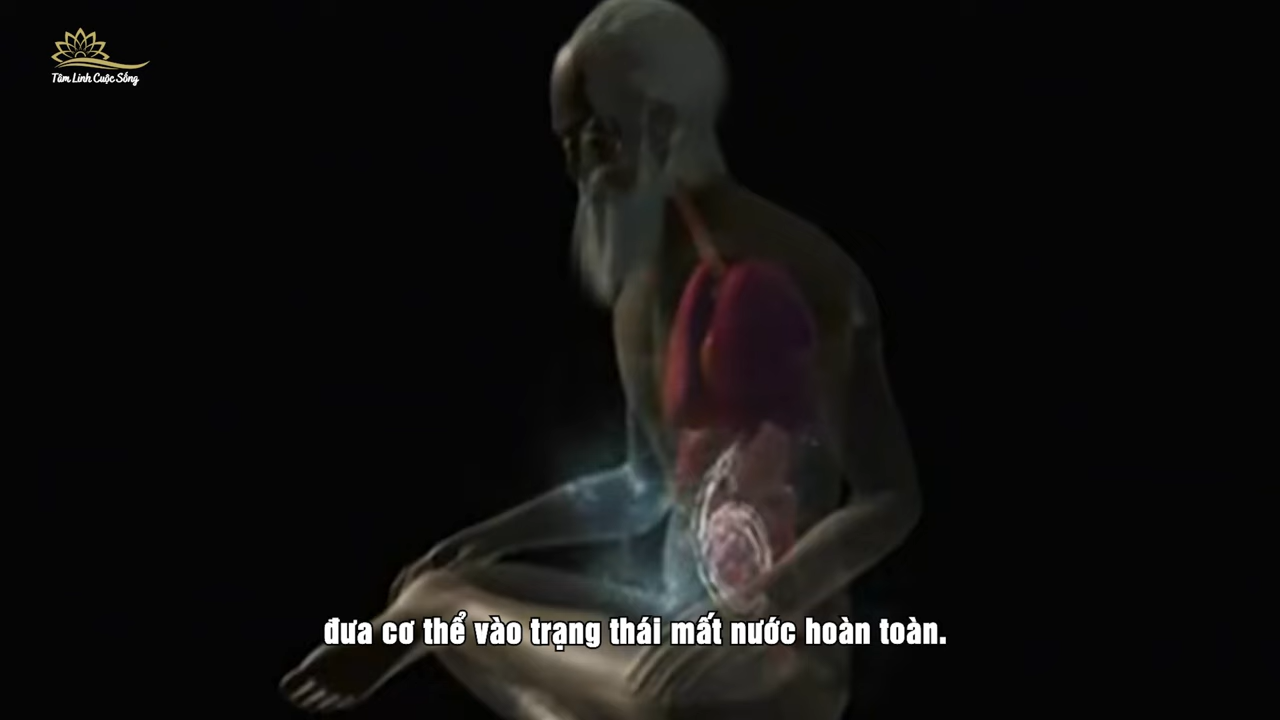 Tâm Linh Cuộc Sống
đưa cơ thể vào trạng thái mất nước hoàn toàn.